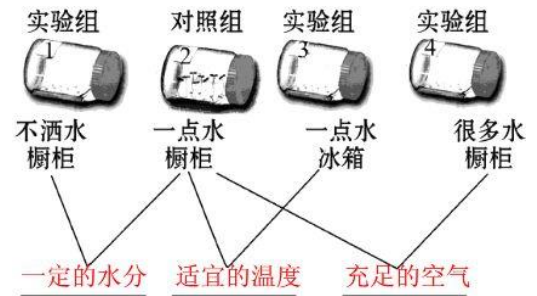 实验组 对照组 实验组 实验组
1 2 3 4
不洒水 一点水 一点水 很多水
橱柜 橱柜 冰箱 橱柜
一定的水分 适宜的温度 充足的空气